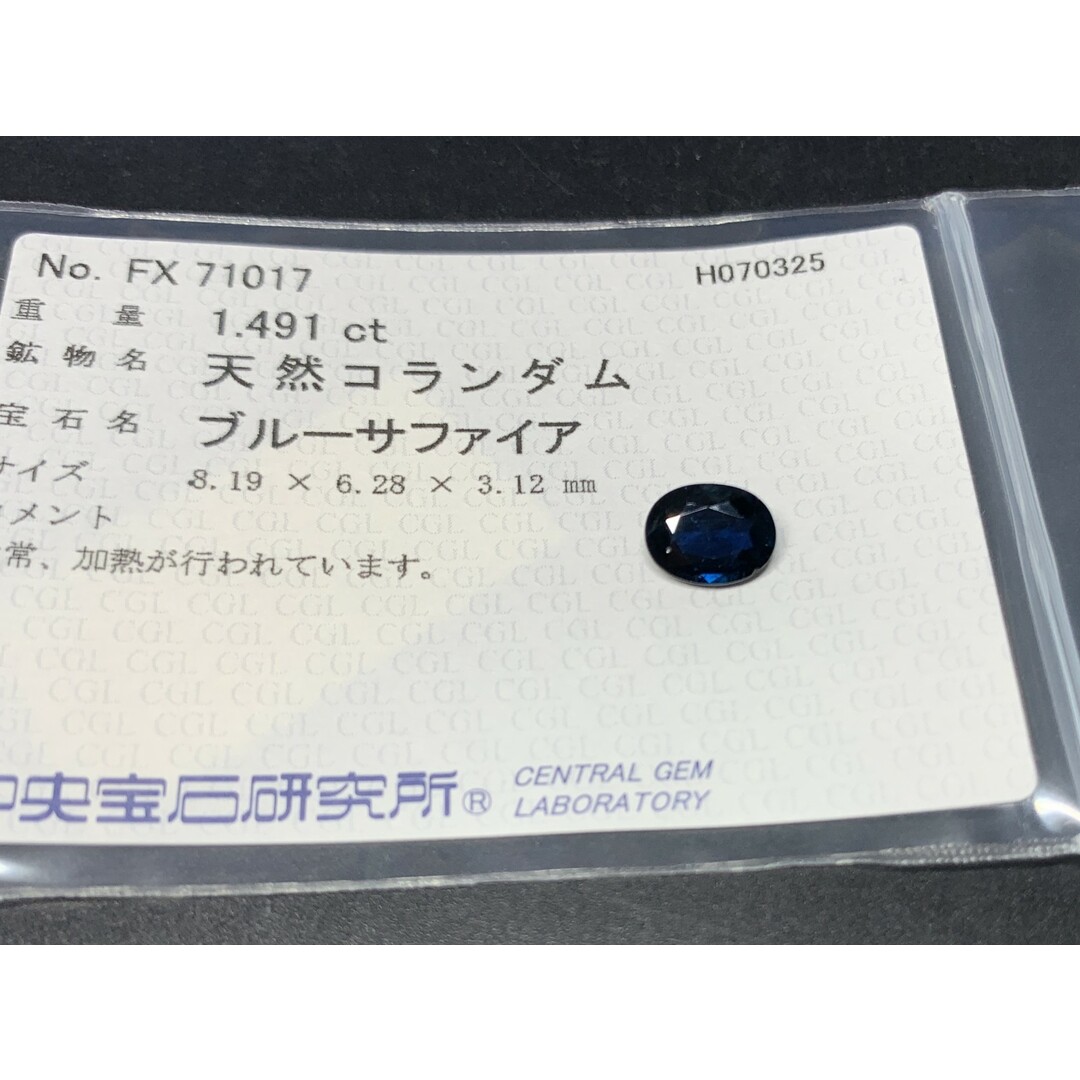 No. FX 71017 H070325
重量 1.491 ct
鉱物名 天然コランダム
宝石名 ブルーサファイア
サイズ 8.19 × 6.28 × 3.12 mm
コメント
常、加熱が行われています。
中央宝石研究所® CENTRAL GEM
LABORATORY